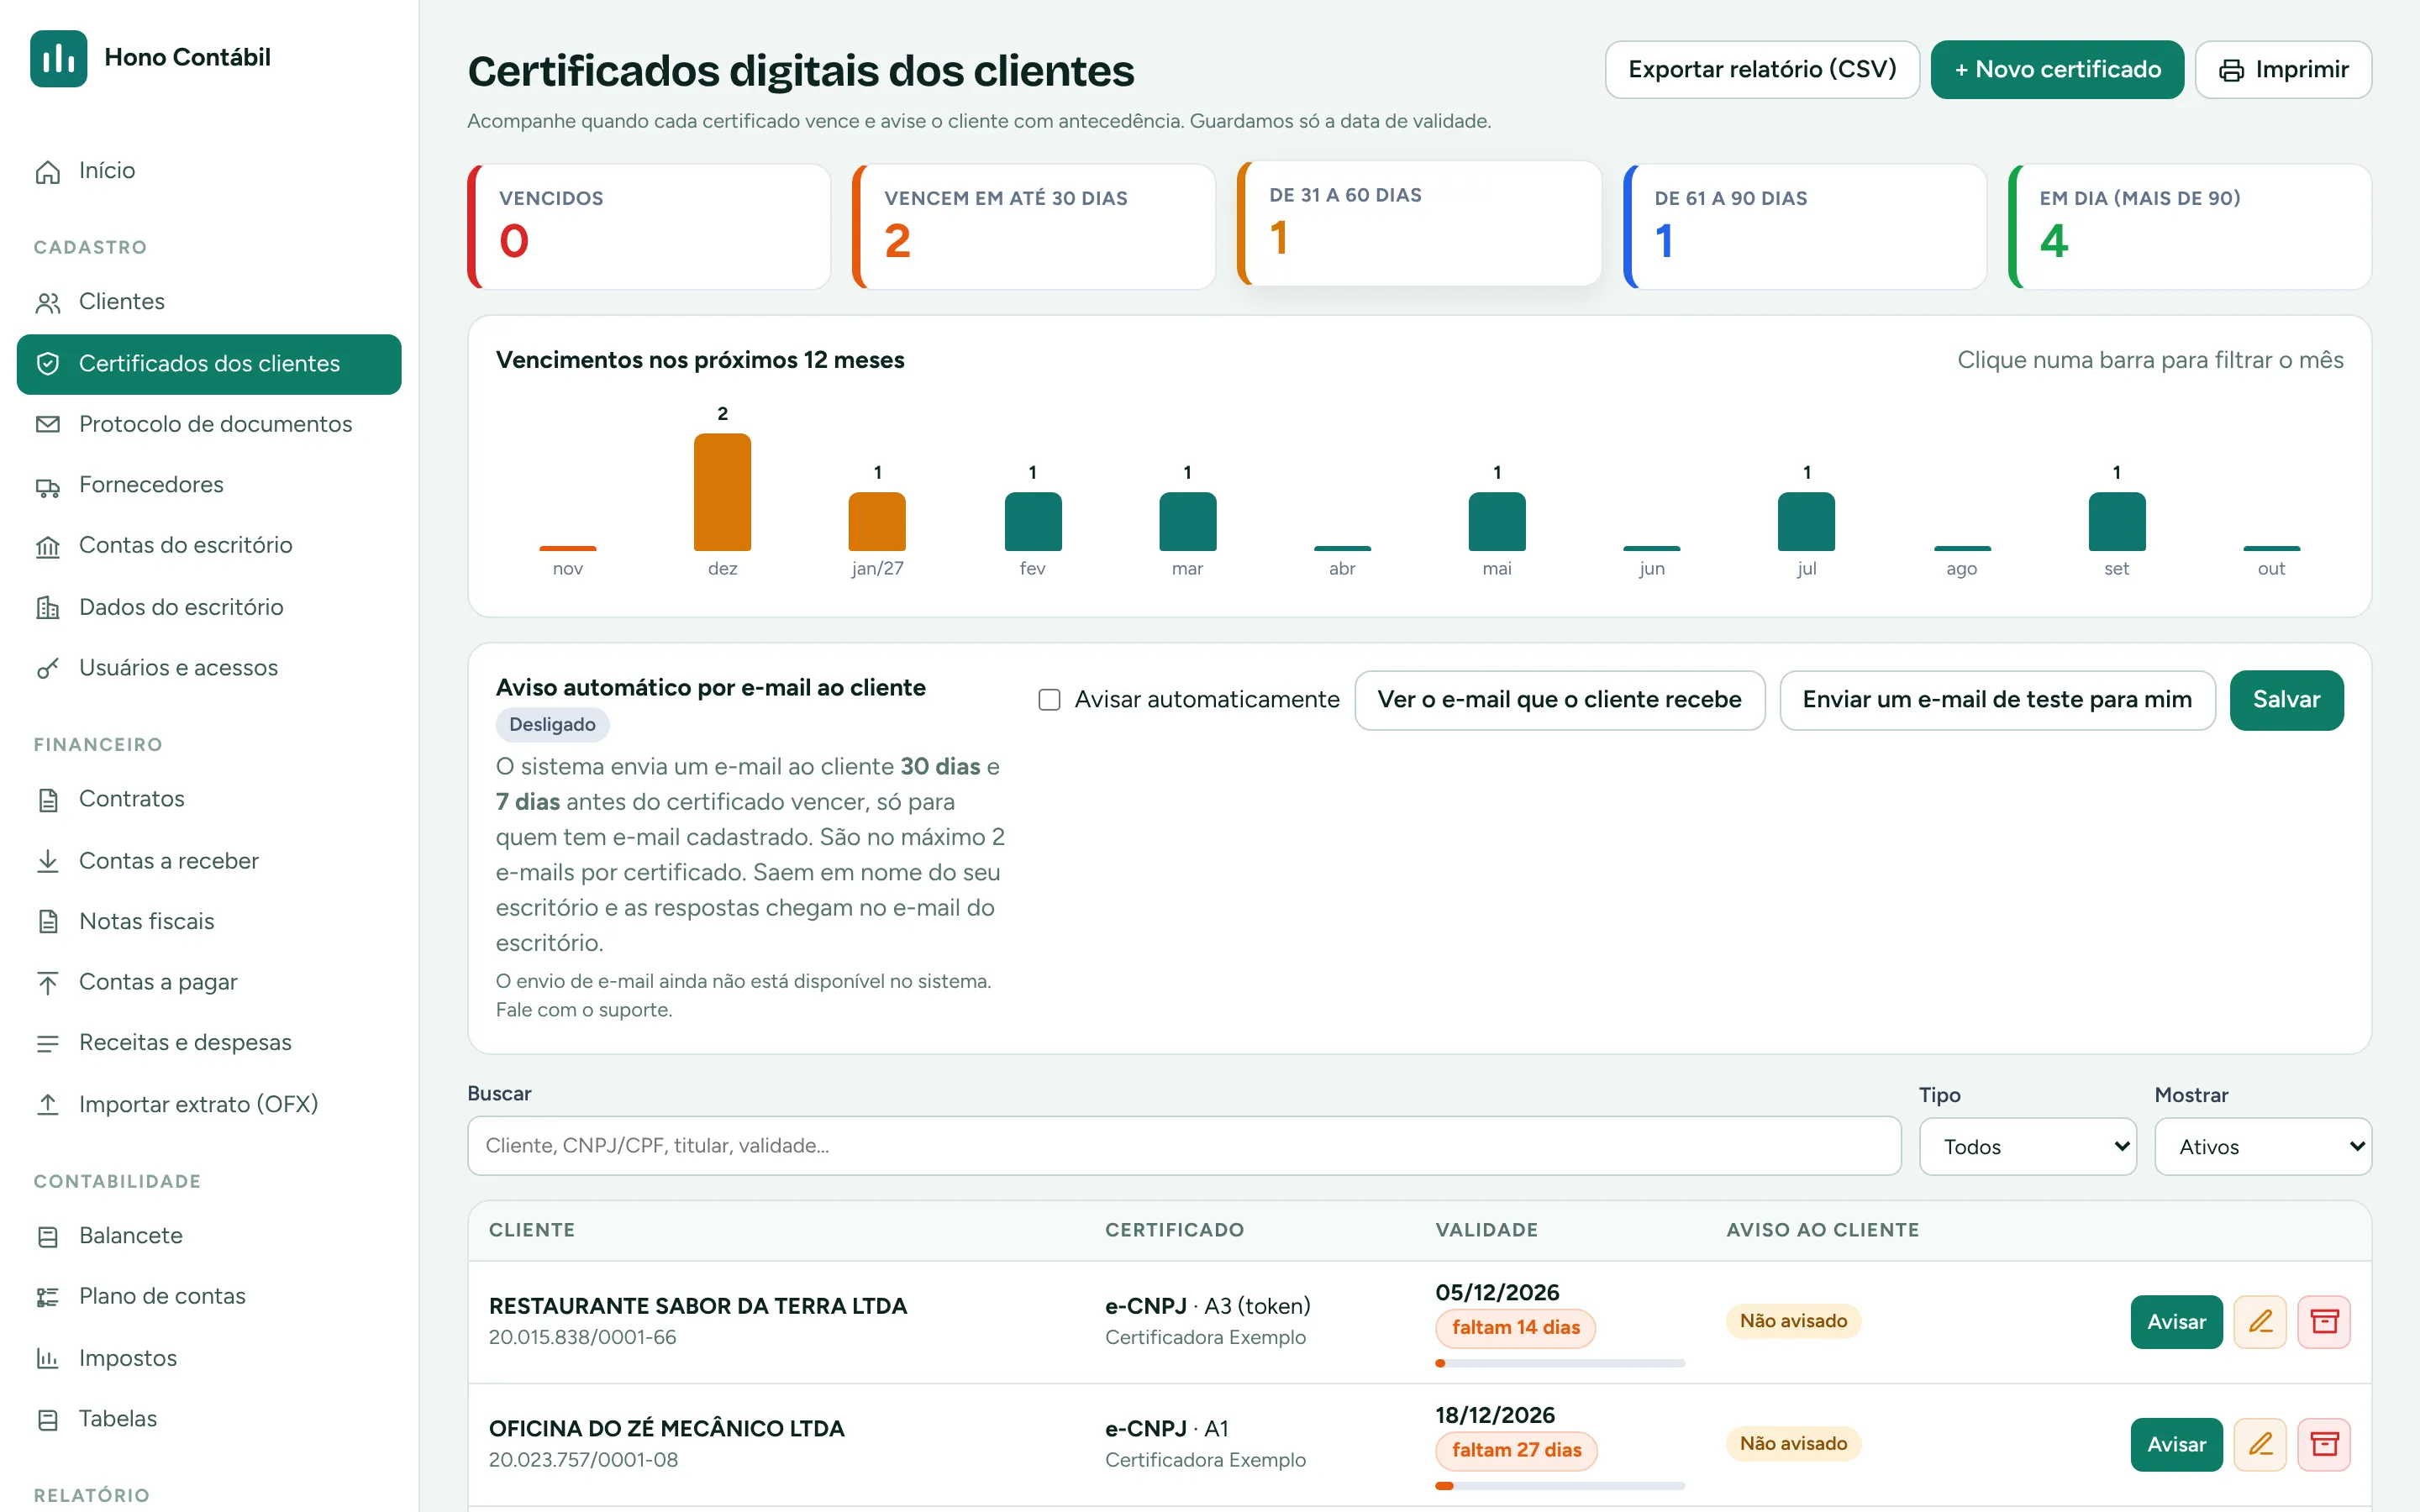 Hono Contábil
Início
CADASTRO
Clientes
Certificados dos clientes
Protocolo de documentos
Fornecedores
Contas do escritório
Dados do escritório
Usuários e acessos
FINANCEIRO
Contratos
Contas a receber
Notas fiscais
Contas a pagar
Receitas e despesas
Importar extrato (OFX)
CONTABILIDADE
Balancete
Plano de contas
Impostos
Tabelas
RELATÓRIO
Certificados digitais dos clientes
Exportar relatório (CSV)
+ Novo certificado
Imprimir
Acompanhe quando cada certificado vence e avise o cliente com antecedência. Guardamos só a data de validade.
VENCIDOS
0
VENCEM EM ATÉ 30 DIAS
2
DE 31 A 60 DIAS
1
DE 61 A 90 DIAS
1
EM DIA (MAIS DE 90)
4
Vencimentos nos próximos 12 meses
Clique numa barra para filtrar o mês
2
1
1
1
1
1
1
nov
dez
jan/27
fev
mar
abr
mai
jun
jul
ago
set
out
Aviso automático por e-mail ao cliente
Desligado
O sistema envia um e-mail ao cliente 30 dias e
7 dias antes do certificado vencer, só para
quem tem e-mail cadastrado. São no máximo 2
e-mails por certificado. Saem em nome do seu
escritório e as respostas chegam no e-mail do
escritório.
O envio de e-mail ainda não está disponível no sistema.
Fale com o suporte.
Avisar automaticamente
Ver o e-mail que o cliente recebe
Enviar um e-mail de teste para mim
Salvar
Buscar
Cliente, CNPJ/CPF, titular, validade...
Tipo
Todos
Mostrar
Ativos
CLIENTE
CERTIFICADO
VALIDADE
AVISO AO CLIENTE
RESTAURANTE SABOR DA TERRA LTDA
20.015.838/0001-66
e-CNPJ · A3 (token)
Certificadora Exemplo
05/12/2026
faltam 14 dias
Não avisado
Avisar
OFICINA DO ZÉ MECÂNICO LTDA
20.023.757/0001-08
e-CNPJ · A1
Certificadora Exemplo
18/12/2026
faltam 27 dias
Não avisado
Avisar